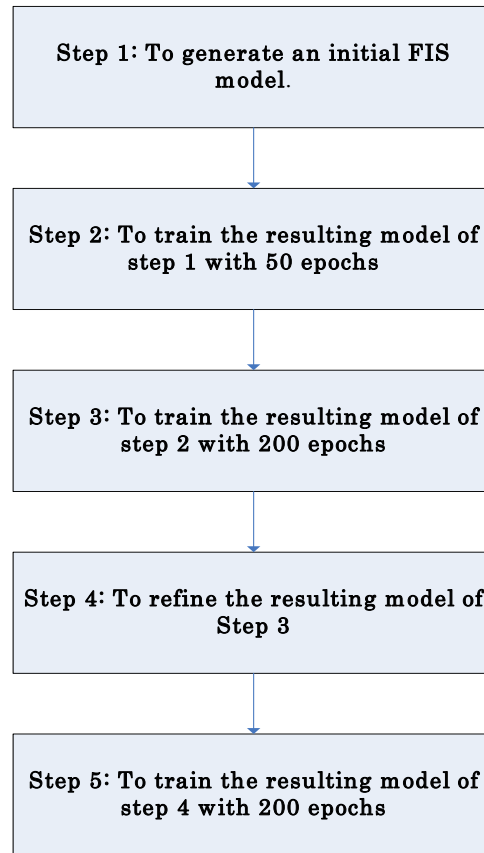 Step 1: To generate an initial FIS
model.
Step 2: To train the resulting model of
step 1 with 50 epochs
Step 3: To train the resulting model of
step 2 with 200 epochs
Step 4: To refine the resulting model of
Step 3
Step 5: To train the resulting model of
step 4 with 200 epochs